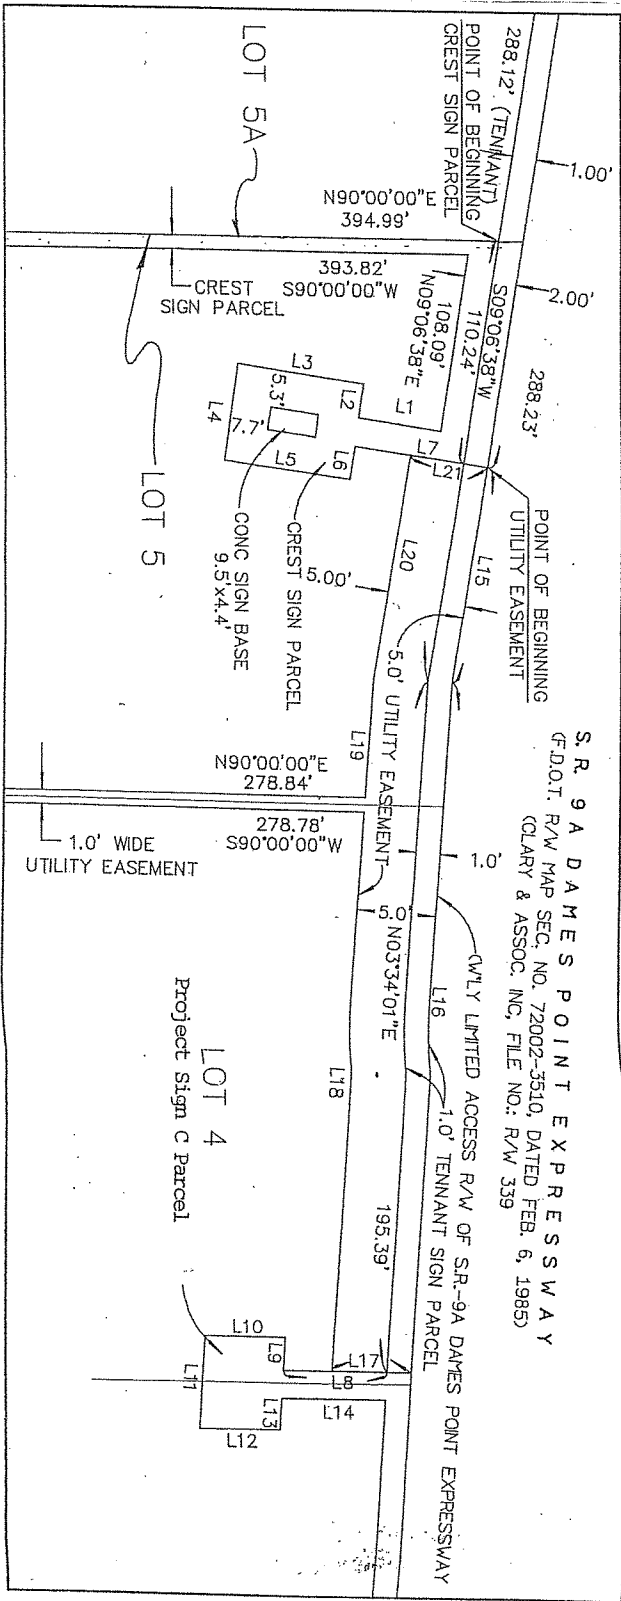 S. R. 9A DAMES POINT EXPRESSWAY
(F.D.O.T. R/W MAP SEC. NO. 72002-3510, DATED FEB. 6, 1985)
(CLARY & ASSOC. INC, FILE NO.: R/W 339
288.12' (TENNANT)
POINT OF BEGINNING
CREST SIGN PARCEL
1.00'
LOT 5A
N90°00'00"E
394.99'
393.82'
S90°00'00"W
CREST
SIGN PARCEL
2.00'
S09°06'38"W
110.24'
108.09'
N09°06'38"E
288.23'
L1
L2
L3
L4
L5
L6
L7
L21
5.3'
7.7'
LOT 5
CONC SIGN BASE
9.5'x4.4'
CREST SIGN PARCEL
POINT OF BEGINNING
UTILITY EASEMENT
L15
L20
5.00'
5.0' UTILITY EASEMENT
L19
N90°00'00"E
278.84'
278.78'
S90°00'00"W
1.0' WIDE
UTILITY EASEMENT
1.0'
5.0'
N03°34'01"E
195.39'
(W'LY LIMITED ACCESS R/W OF S.R.-9A DAMES POINT EXPRESSWAY
L16
1.0' TENNANT SIGN PARCEL
L18
LOT 4
Project Sign C Parcel
L17
L8
L9
L10
L11
L12
L13
L14